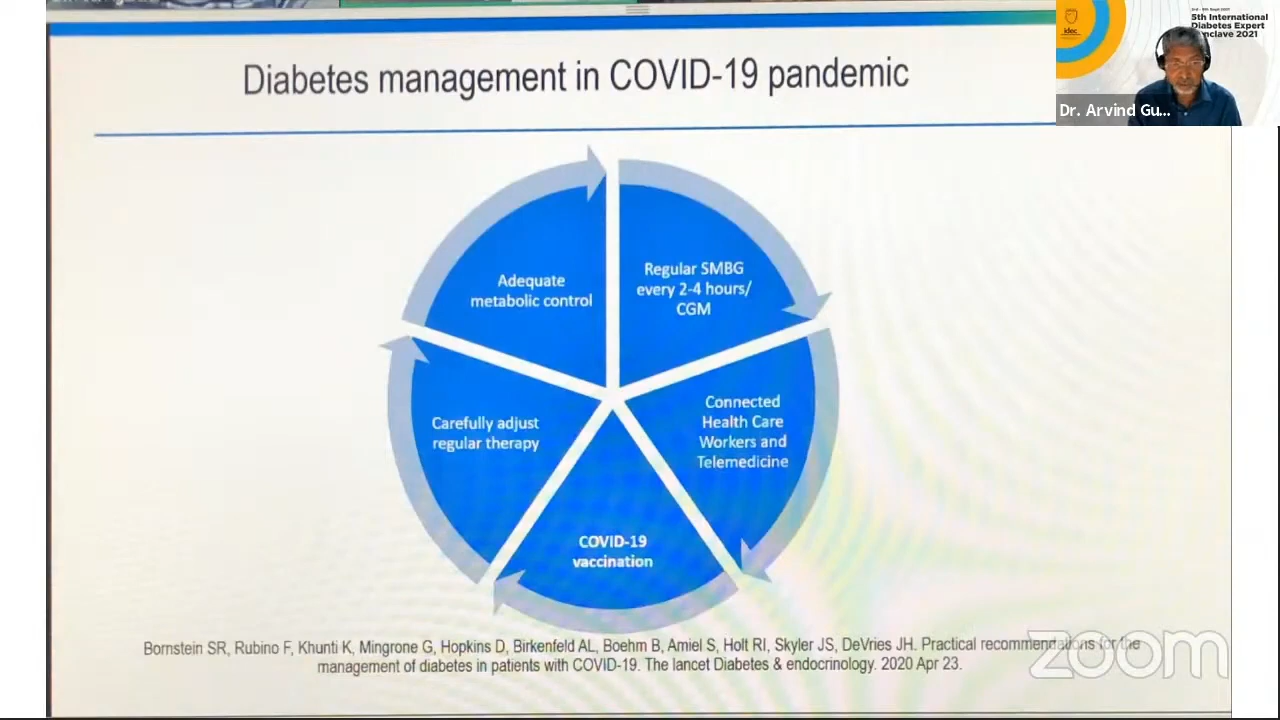 Diabetes management in COVID-19 pandemic
idec
5th International
Diabetes Expert
nclave 2021
Dr. Arvind Gu...
Adequate
metabolic control
Regular SMBG
every 2-4 hours/
CGM
Connected
Health Care
Workers and
Telemedicine
COVID-19
vaccination
Carefully adjust
regular therapy
Bornstein SR, Rubino F, Khunti K, Mingrone G, Hopkins D, Birkenfeld AL, Boehm B, Amiel S, Holt RI, Skyler JS, DeVries JH. Practical recommendations for the
management of diabetes in patients with COVID-19. The lancet Diabetes & endocrinology. 2020 Apr 23.
zoom